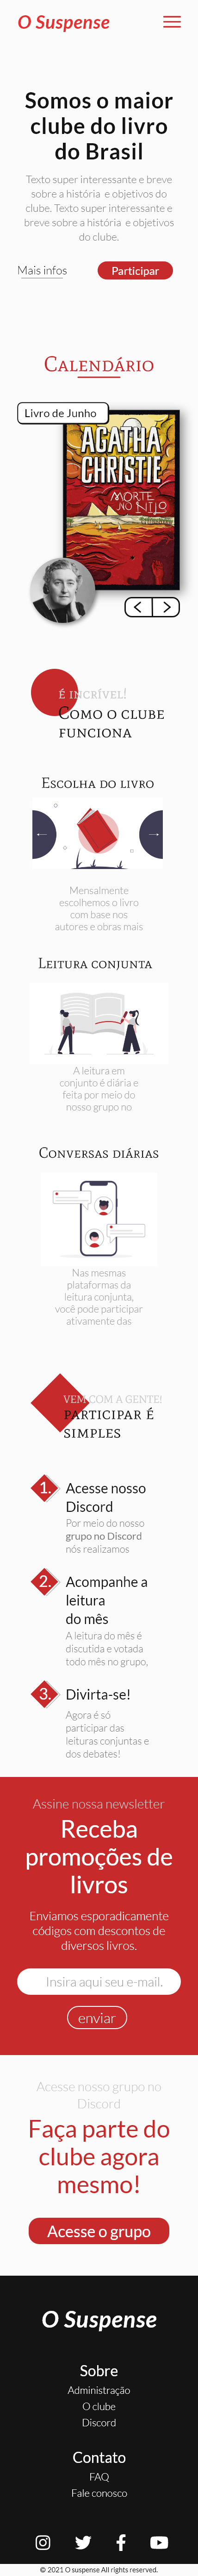 O Suspense
Somos o maior
clube do livro
do Brasil
Texto super interessante e breve
sobre a história e objetivos do
clube. Texto super interessante e
breve sobre a história e objetivos
do clube.
Mais infos
Participar
Calendário
Livro de Junho
AGATHA
CHRISTIE
MORTE
NO NILO
é incrível!
Como o clube
funciona
Escolha do livro
Mensalmente
escolhemos o livro
com base nos
autores e obras mais
Leitura conjunta
A leitura em
conjunto é diária e
feita por meio do
nosso grupo no
Conversas diárias
Nas mesmas
plataformas da
leitura conjunta,
você pode participar
ativamente das
Vem com a gente!
participar é
simples
1.
Acesse nosso
Discord
Por meio do nosso
grupo no Discord
nós realizamos
2.
Acompanhe a
leitura
do mês
A leitura do mês é
discutida e votada
todo mês no grupo,
3.
Divirta-se!
Agora é só
participar das
leituras conjuntas e
dos debates!
Assine nossa newsletter
Receba
promoções de
livros
Enviamos esporadicamente
códigos com descontos de
diversos livros.
Insira aqui seu e-mail.
enviar
Acesse nosso grupo no
Discord
Faça parte do
clube agora
mesmo!
Acesse o grupo
O Suspense
Sobre
Administração
O clube
Discord
Contato
FAQ
Fale conosco
© 2021 O suspense All rights reserved.